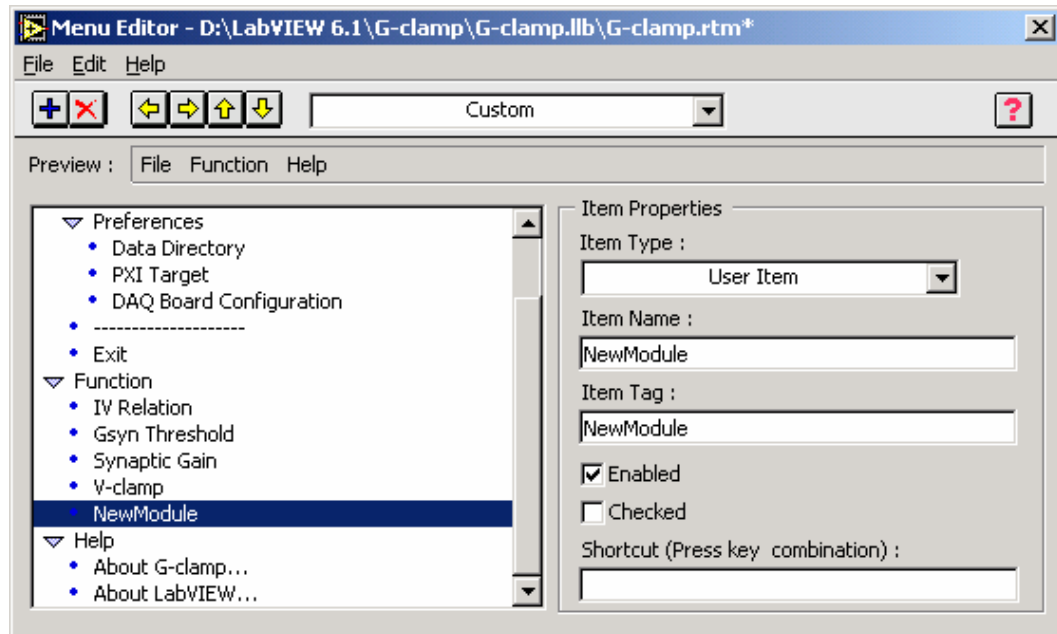 Menu Editor - D:\LabVIEW 6.1\G-clamp\G-clamp.llb\G-clamp.rtm*
File Edit Help
Custom
?
Preview : File Function Help
Preferences
Data Directory
PXI Target
DAQ Board Configuration
--------------------
Exit
Function
IV Relation
Gsyn Threshold
Synaptic Gain
V-clamp
NewModule
Help
About G-clamp...
About LabVIEW...
Item Properties
Item Type :
User Item
Item Name :
NewModule
Item Tag :
NewModule
Enabled
Checked
Shortcut (Press key combination) :